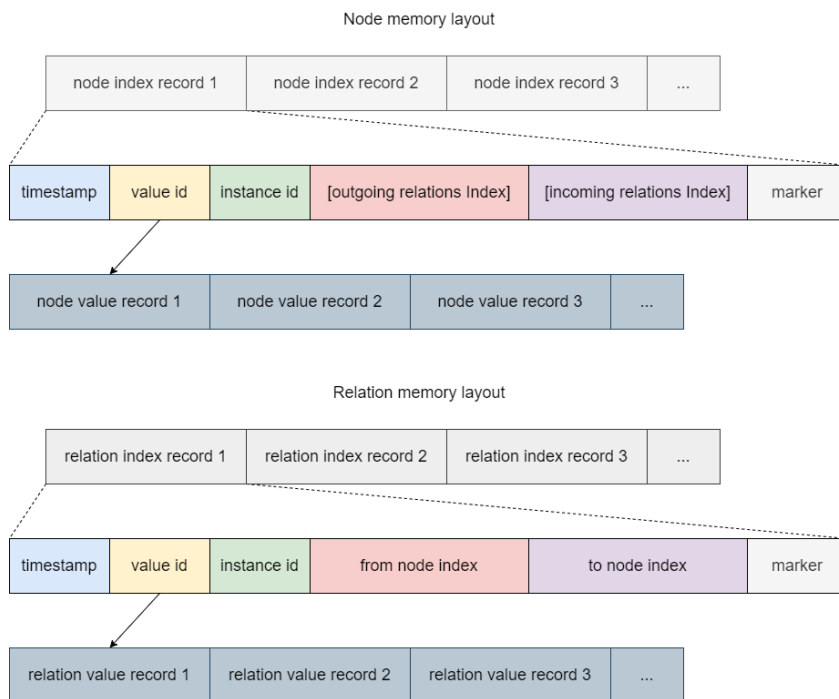 Node memory layout
node index record 1 node index record 2 node index record 3 ...
timestamp value id instance id [outgoing relations Index] [incoming relations Index] marker
node value record 1 node value record 2 node value record 3 ...
Relation memory layout
relation index record 1 relation index record 2 relation index record 3 ...
timestamp value id instance id from node index to node index marker
relation value record 1 relation value record 2 relation value record 3 ...